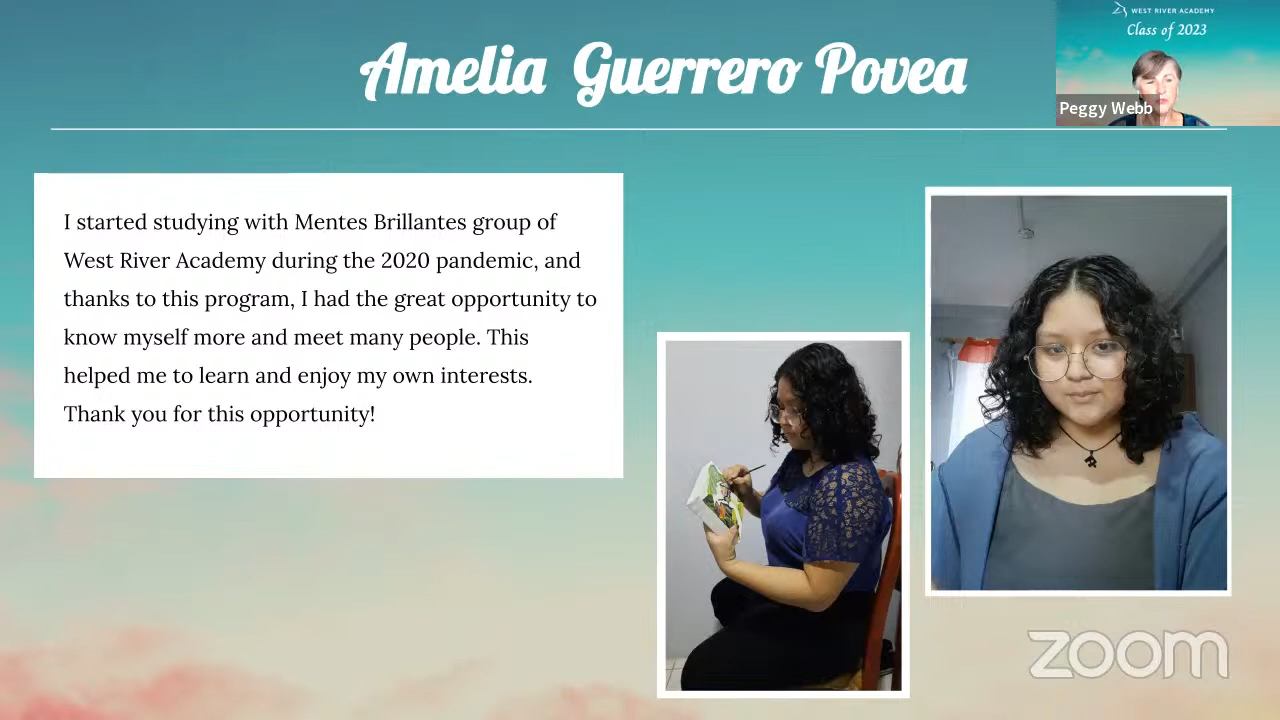 Amelia Guerrero Povea
WEST RIVER ACADEMY
Class of 2023
Peggy Webb
I started studying with Mentes Brillantes group of
West River Academy during the 2020 pandemic, and
thanks to this program, I had the great opportunity to
know myself more and meet many people. This
helped me to learn and enjoy my own interests.
Thank you for this opportunity!
zoom